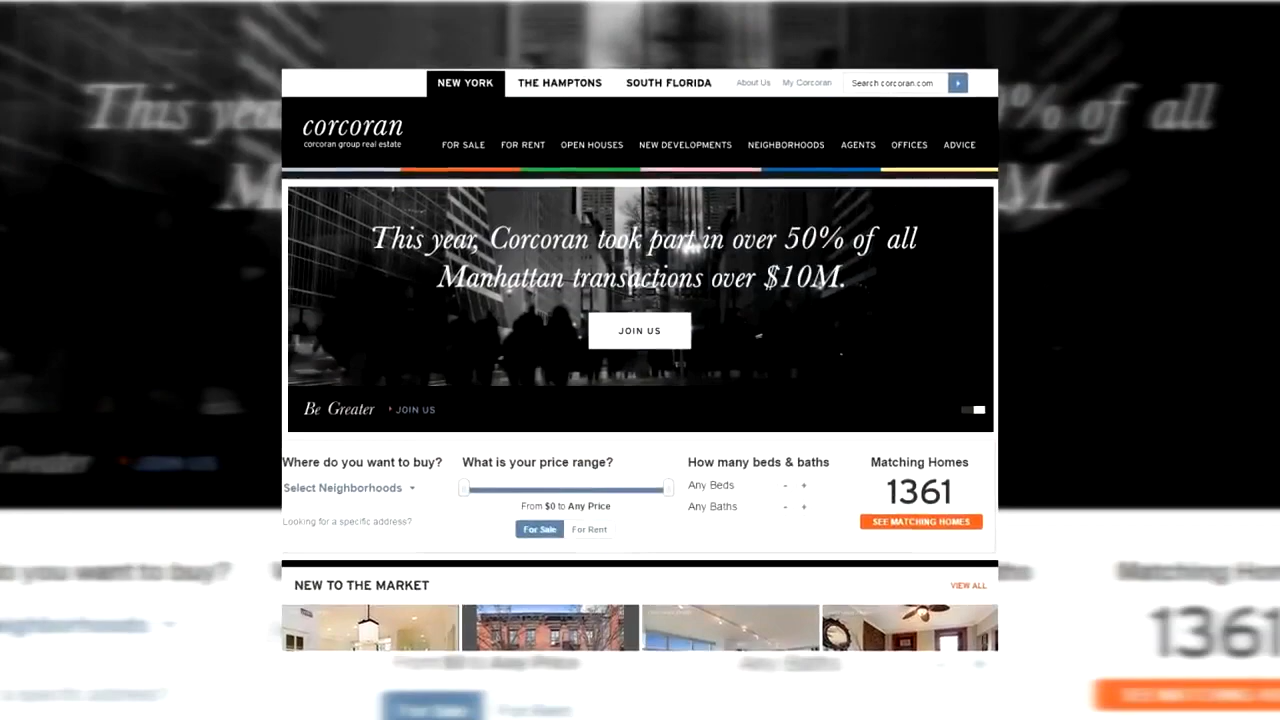 NEW YORK THE HAMPTONS SOUTH FLORIDA About Us My Corcoran Search corcoran.com
corcoran
corcoran group real estate
FOR SALE FOR RENT OPEN HOUSES NEW DEVELOPMENTS NEIGHBORHOODS AGENTS OFFICES ADVICE
This year, Corcoran took part in over 50% of all
Manhattan transactions over $10M.
JOIN US
Be Greater JOIN US
Where do you want to buy? What is your price range? How many beds & baths Matching Homes
Select Neighborhoods Any Beds - + 1361
From $0 to Any Price Any Baths - +
Looking for a specific address? For Sale For Rent SEE MATCHING HOMES
NEW TO THE MARKET VIEW ALL